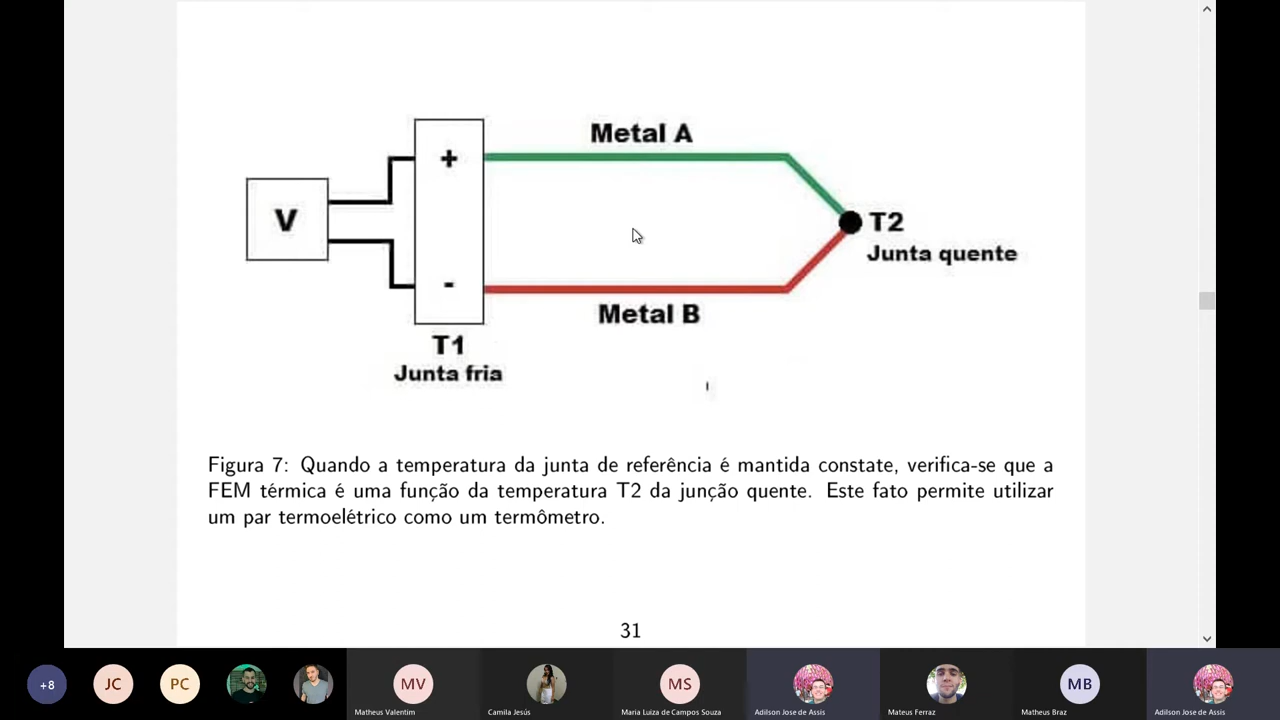 Metal A
+
V
T2
Junta quente
-
Metal B
T1
Junta fria
Figura 7: Quando a temperatura da junta de referência é mantida constate, verifica-se que a
FEM térmica é uma função da temperatura T2 da junção quente. Este fato permite utilizar
um par termoelétrico como um termômetro.
31
+8
JC
PC
MV
MS
MB
Matheus Valentim
Camila Jesús
Maria Luiza de Campos Souza
Adilson Jose de Assis
Mateus Ferraz
Matheus Braz
Adilson Jose de Assis